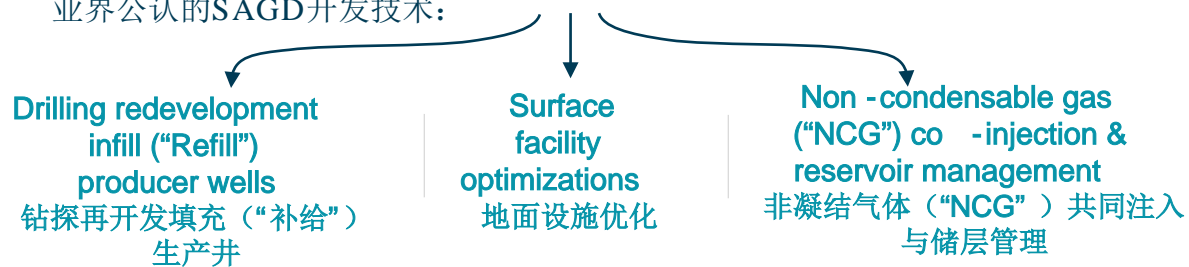 业界公认的SAGD开发技术：
Drilling redevelopment
infill (“Refill”)
producer wells
钻探再开发填充（“补给”）
生产井
Surface
facility
optimizations
地面设施优化
Non -condensable gas
(“NCG”) co -injection &
reservoir management
非凝结气体（“NCG” ）共同注入
与储层管理